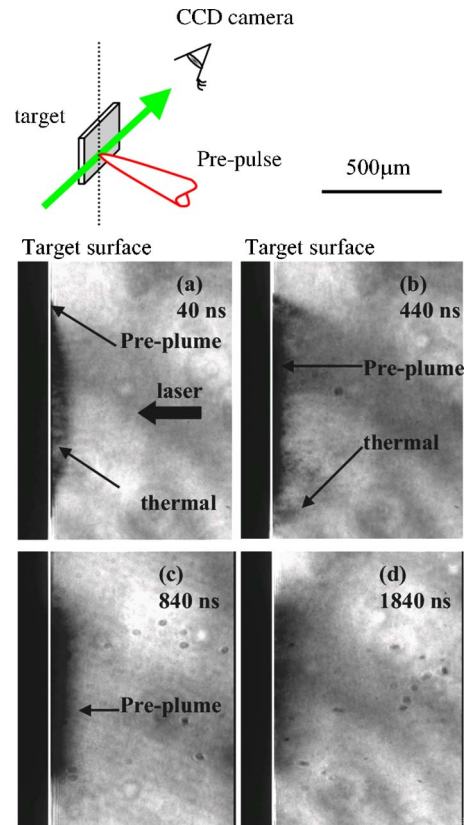 CCD camera
target
Pre-pulse
500μm
Target surface
Target surface
(a)
40 ns
Pre-plume
laser
thermal
(b)
440 ns
Pre-plume
thermal
(c)
840 ns
Pre-plume
(d)
1840 ns